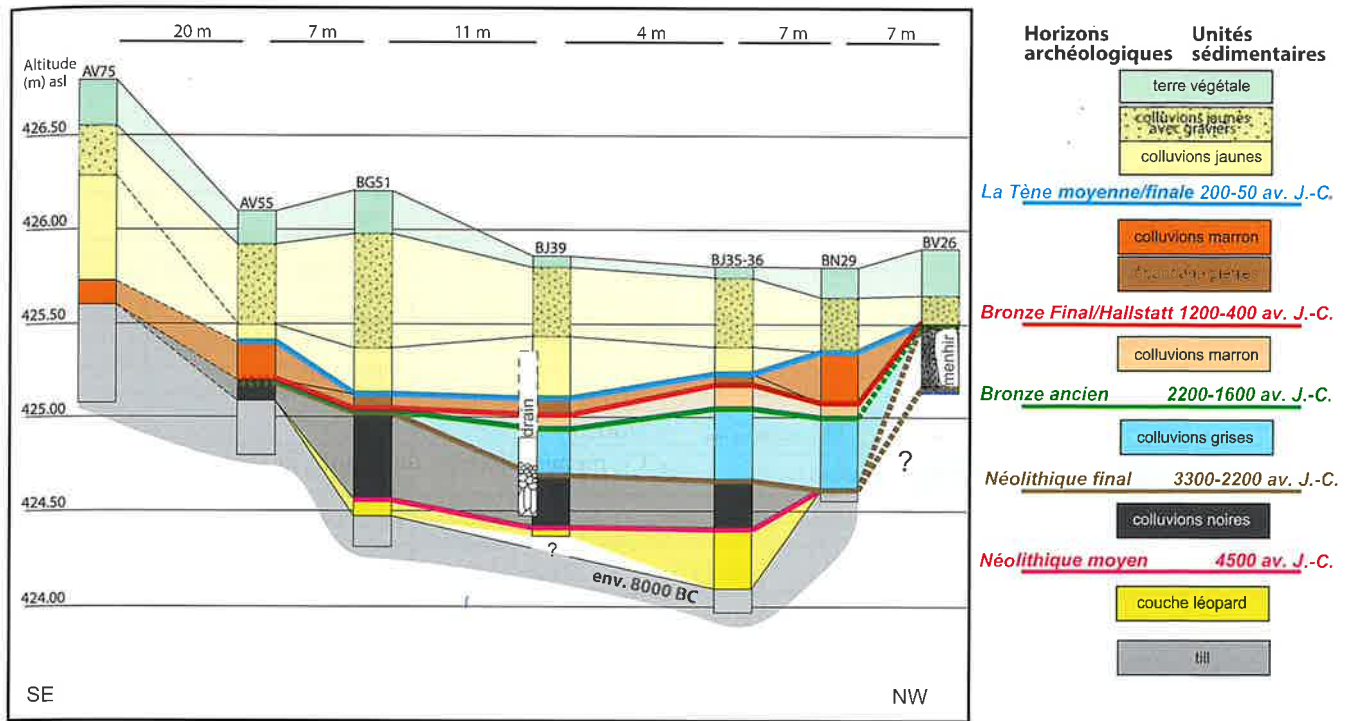 20 m 7 m 11 m 4 m 7 m 7 m
Altitude
(m) asl
AV75
426.50
AV55
BG51
426.00
BJ39
BJ35-36
BN29
BV26
425.50
menhir
drain
425.00
?
424.50
?
env. 8000 BC
424.00
SE
NW
Horizons archéologiques
Unités sédimentaires
terre végétale
colluvions jaunes
avec graviers
colluvions jaunes
La Tène moyenne/finale 200-50 av. J.-C.
colluvions marron
Bronze Final/Hallstatt 1200-400 av. J.-C.
colluvions marron
Bronze ancien 2200-1600 av. J.-C.
colluvions grises
Néolithique final 3300-2200 av. J.-C.
colluvions noires
Néolithique moyen 4500 av. J.-C.
couche léopard
till